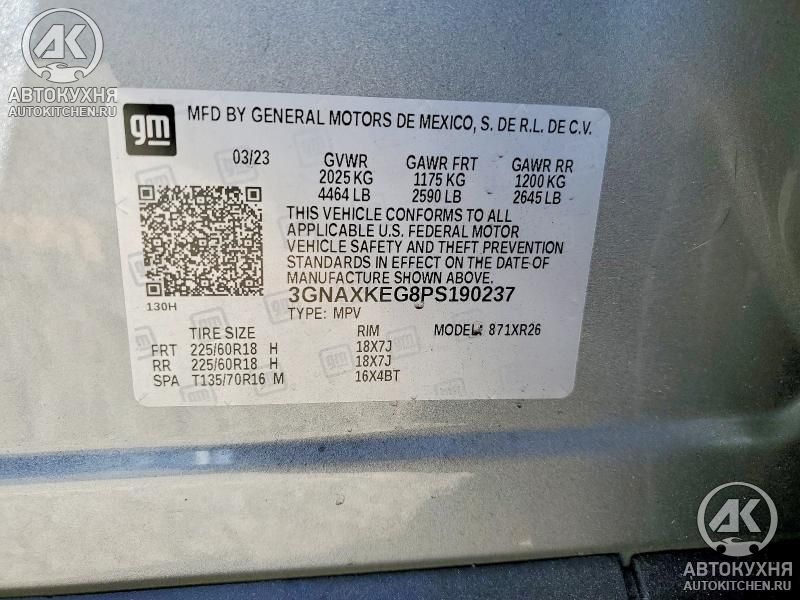 AK
АВТОКУХНЯ
AUTOKITCHEN.RU
gm
MFD BY GENERAL MOTORS DE MEXICO, S. DE R.L. DE C.V.
03/23 GVWR GAWR FRT GAWR RR
2025 KG 1175 KG 1200 KG
4464 LB 2590 LB 2645 LB
THIS VEHICLE CONFORMS TO ALL
APPLICABLE U.S. FEDERAL MOTOR
VEHICLE SAFETY AND THEFT PREVENTION
STANDARDS IN EFFECT ON THE DATE OF
MANUFACTURE SHOWN ABOVE.
130H 3GNAXKEG8PS190237
TYPE: MPV MODEL: 871XR26
TIRE SIZE RIM
FRT 225/60R18 H 18X7J
RR 225/60R18 H 18X7J
SPA T135/70R16 M 16X4BT
AK
АВТОКУХНЯ
AUTOKITCHEN.RU